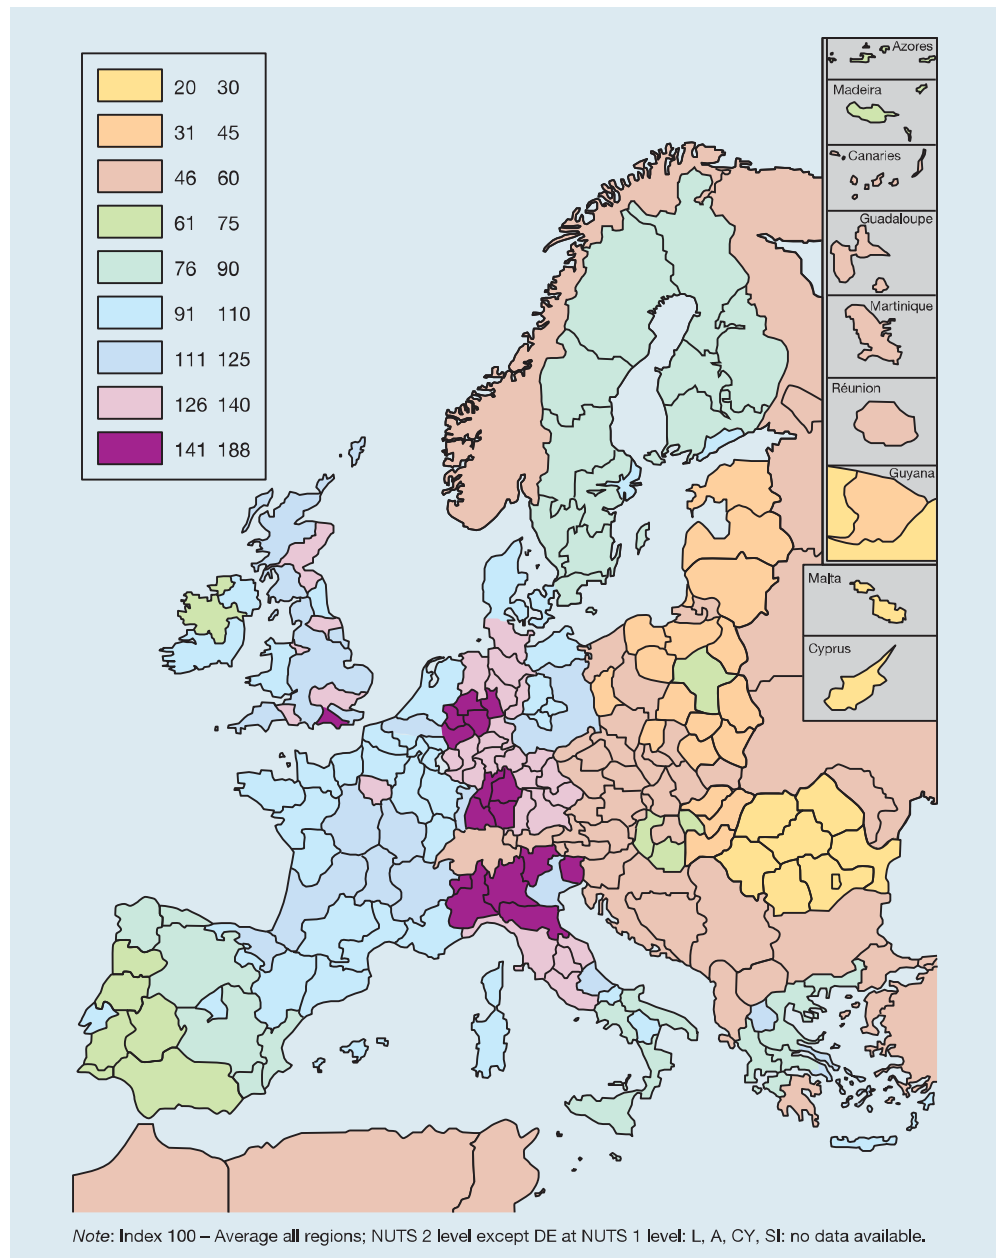 20 30
31 45
46 60
61 75
76 90
91 110
111 125
126 140
141 188
Azores
Madeira
Canaries
Guadaloupe
Martinique
Réunion
Guyana
Malta
Cyprus
Note: Index 100 – Average all regions; NUTS 2 level except DE at NUTS 1 level: L, A, CY, SI: no data available.